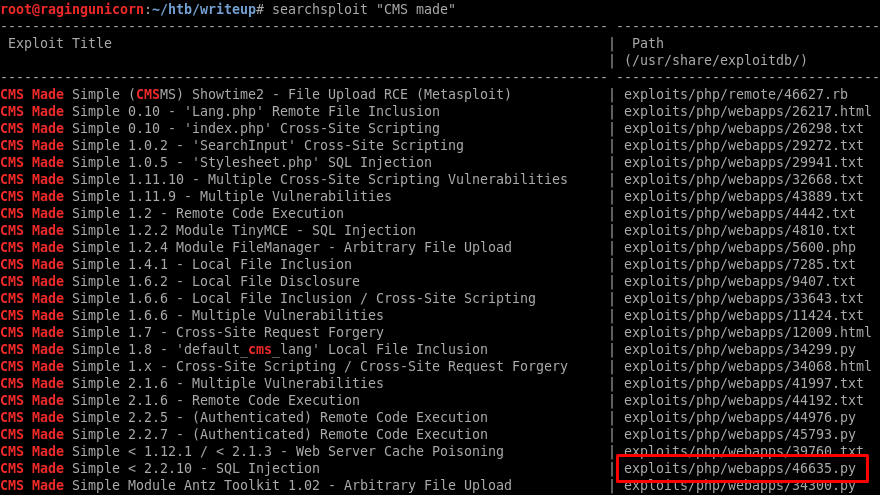 root@ragingunicorn:~/htb/writeup# searchsploit "CMS made"
---------------------------------------------------------------------------- ---------------------------------
 Exploit Title | Path
 | (/usr/share/exploitdb/)
---------------------------------------------------------------------------- ---------------------------------
CMS Made Simple (CMSMS) Showtime2 - File Upload RCE (Metasploit) | exploits/php/remote/46627.rb
CMS Made Simple 0.10 - 'Lang.php' Remote File Inclusion | exploits/php/webapps/26217.html
CMS Made Simple 0.10 - 'index.php' Cross-Site Scripting | exploits/php/webapps/26298.txt
CMS Made Simple 1.0.2 - 'SearchInput' Cross-Site Scripting | exploits/php/webapps/29272.txt
CMS Made Simple 1.0.5 - 'Stylesheet.php' SQL Injection | exploits/php/webapps/29941.txt
CMS Made Simple 1.11.10 - Multiple Cross-Site Scripting Vulnerabilities | exploits/php/webapps/32668.txt
CMS Made Simple 1.11.9 - Multiple Vulnerabilities | exploits/php/webapps/43889.txt
CMS Made Simple 1.2 - Remote Code Execution | exploits/php/webapps/4442.txt
CMS Made Simple 1.2.2 Module TinyMCE - SQL Injection | exploits/php/webapps/4810.txt
CMS Made Simple 1.2.4 Module FileManager - Arbitrary File Upload | exploits/php/webapps/5600.php
CMS Made Simple 1.4.1 - Local File Inclusion | exploits/php/webapps/7285.txt
CMS Made Simple 1.6.2 - Local File Disclosure | exploits/php/webapps/9407.txt
CMS Made Simple 1.6.6 - Local File Inclusion / Cross-Site Scripting | exploits/php/webapps/33643.txt
CMS Made Simple 1.6.6 - Multiple Vulnerabilities | exploits/php/webapps/11424.txt
CMS Made Simple 1.7 - Cross-Site Request Forgery | exploits/php/webapps/12009.html
CMS Made Simple 1.8 - 'default_cms_lang' Local File Inclusion | exploits/php/webapps/34299.py
CMS Made Simple 1.x - Cross-Site Scripting / Cross-Site Request Forgery | exploits/php/webapps/34068.html
CMS Made Simple 2.1.6 - Multiple Vulnerabilities | exploits/php/webapps/41997.txt
CMS Made Simple 2.1.6 - Remote Code Execution | exploits/php/webapps/44192.txt
CMS Made Simple 2.2.5 - (Authenticated) Remote Code Execution | exploits/php/webapps/44976.py
CMS Made Simple 2.2.7 - (Authenticated) Remote Code Execution | exploits/php/webapps/45793.py
CMS Made Simple < 1.12.1 / < 2.1.3 - Web Server Cache Poisoning | exploits/php/webapps/39760.txt
CMS Made Simple < 2.2.10 - SQL Injection | exploits/php/webapps/46635.py
CMS Made Simple Module Antz Toolkit 1.02 - Arbitrary File Upload | exploits/php/webapps/34300.py